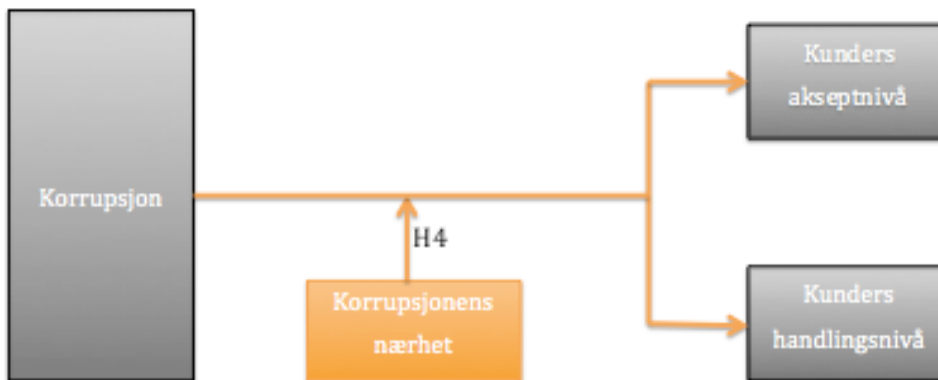 Korrupsjon
H4
Korrupsjonens
nærhet
Kunders
akseptnivå
Kunders
handlingsnivå